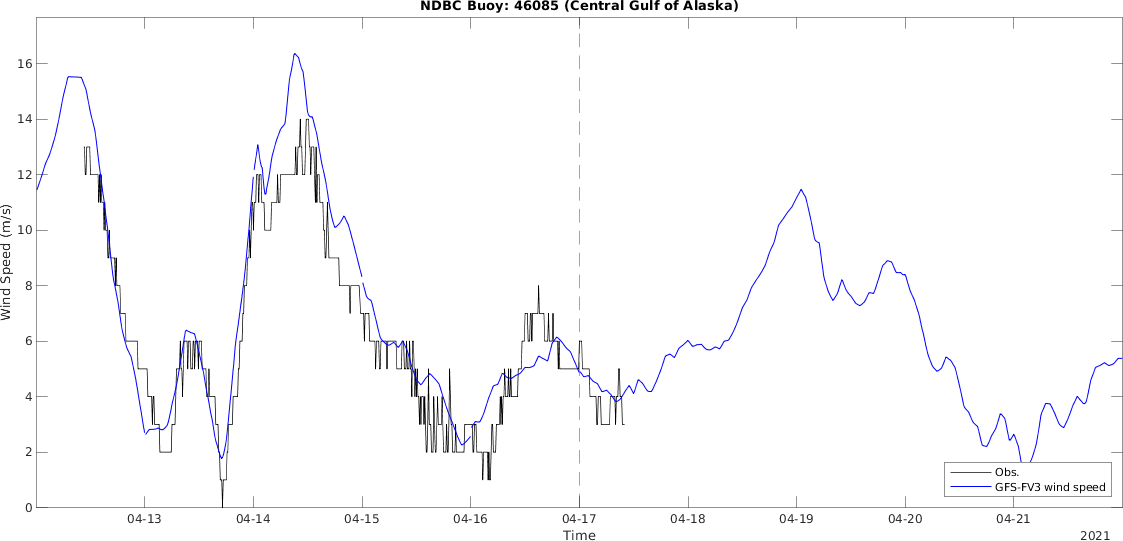 NDBC Buoy: 46085 (Central Gulf of Alaska)
Wind Speed (m/s)
16
14
12
10
8
6
4
2
0
04-13 04-14 04-15 04-16 04-17 04-18 04-19 04-20 04-21
Time
2021
Obs.
GFS-FV3 wind speed